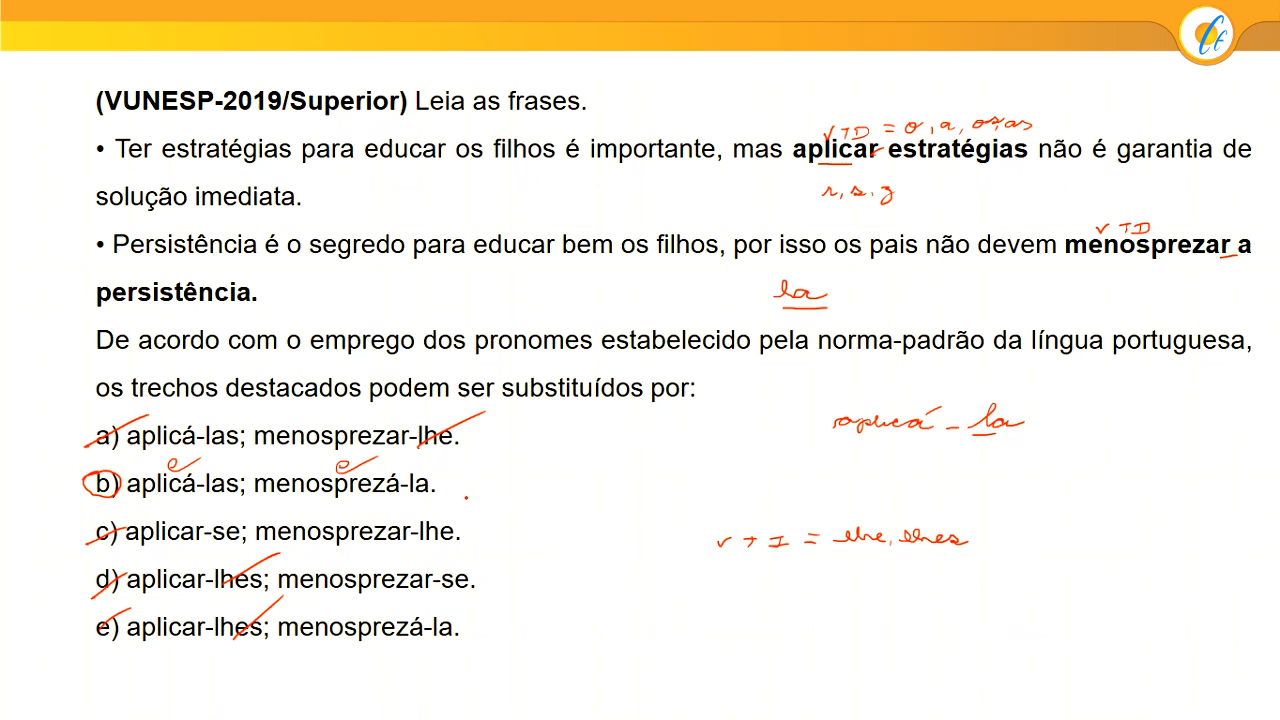 (VUNESP-2019/Superior) Leia as frases.
VTD = o, a, os, as
• Ter estratégias para educar os filhos é importante, mas aplicar estratégias não é garantia de
solução imediata.
r, s, z
VTD
• Persistência é o segredo para educar bem os filhos, por isso os pais não devem menosprezar a
persistência.
la
De acordo com o emprego dos pronomes estabelecido pela norma-padrão da língua portuguesa,
os trechos destacados podem ser substituídos por:
aplicá - la
a) aplicá-las; menosprezar-lhe.
b) aplicá-las; menosprezá-la.
c) aplicar-se; menosprezar-lhe.
VTI = lhe, lhes
d) aplicar-lhes; menosprezar-se.
e) aplicar-lhes; menosprezá-la.